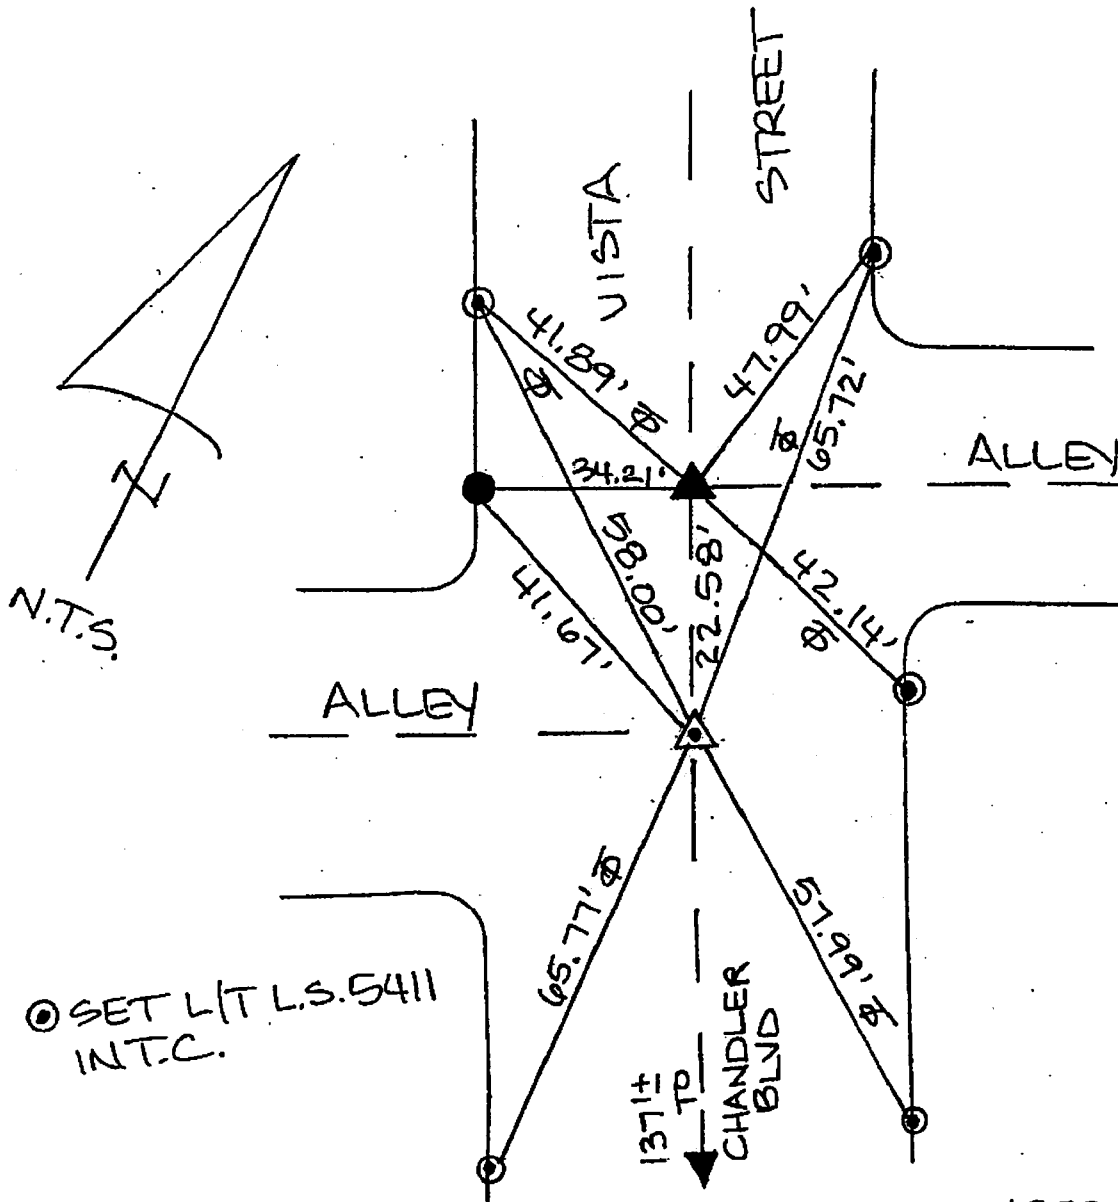 VISTA
STREET
41.89'
47.99'
65.72'
ALLEY
34.21'
N.T.S.
58.00'
22.58'
42.14'
41.67'
ALLEY
65.77'
57.99'
SET L/T L.S. 5411
IN T.C.
137'±
TO
CHANDLER
BLVD